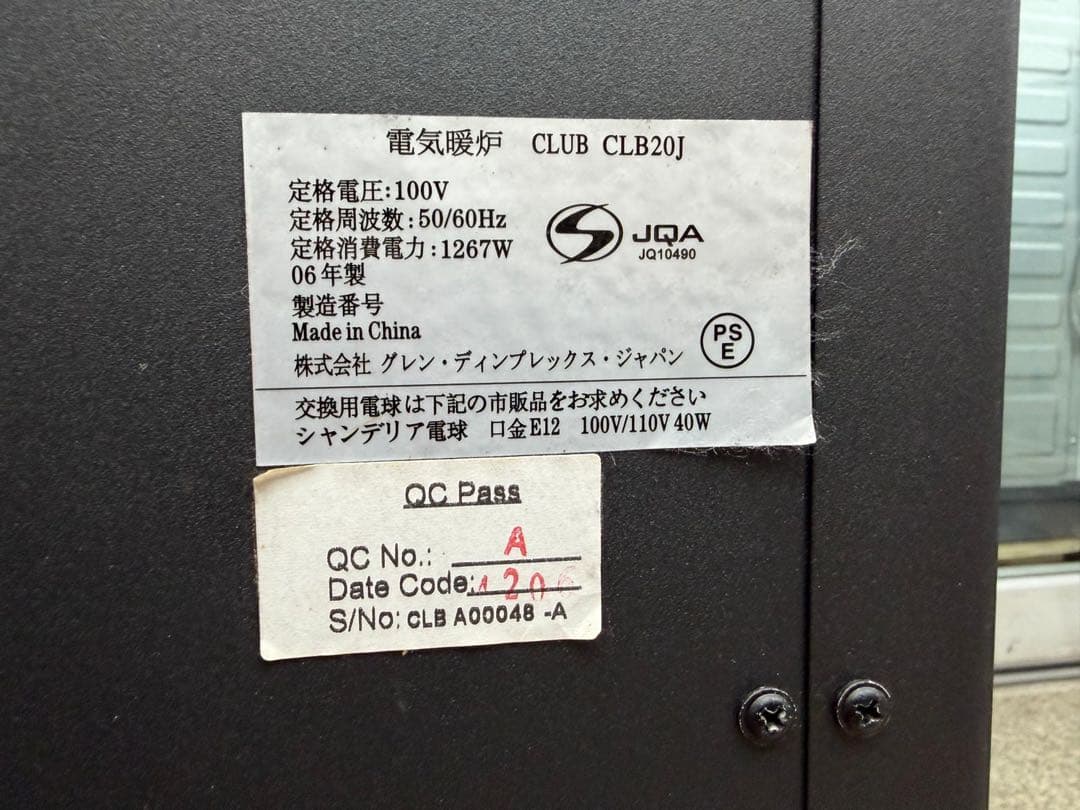 電気暖炉 CLUB CLB20J
定格電圧:100V
定格周波数:50/60Hz
定格消費電力:1267W
JQA
JQ10490
06年製
製造番号
Made in China
株式会社 グレン・ディンプレックス・ジャパン
PS
E
交換用電球は下記の市販品をお求めください
シャンデリア電球 口金E12 100V/110V 40W
QC Pass
QC No.: A
Date Code: 1206
S/No: CLB A00048 -A